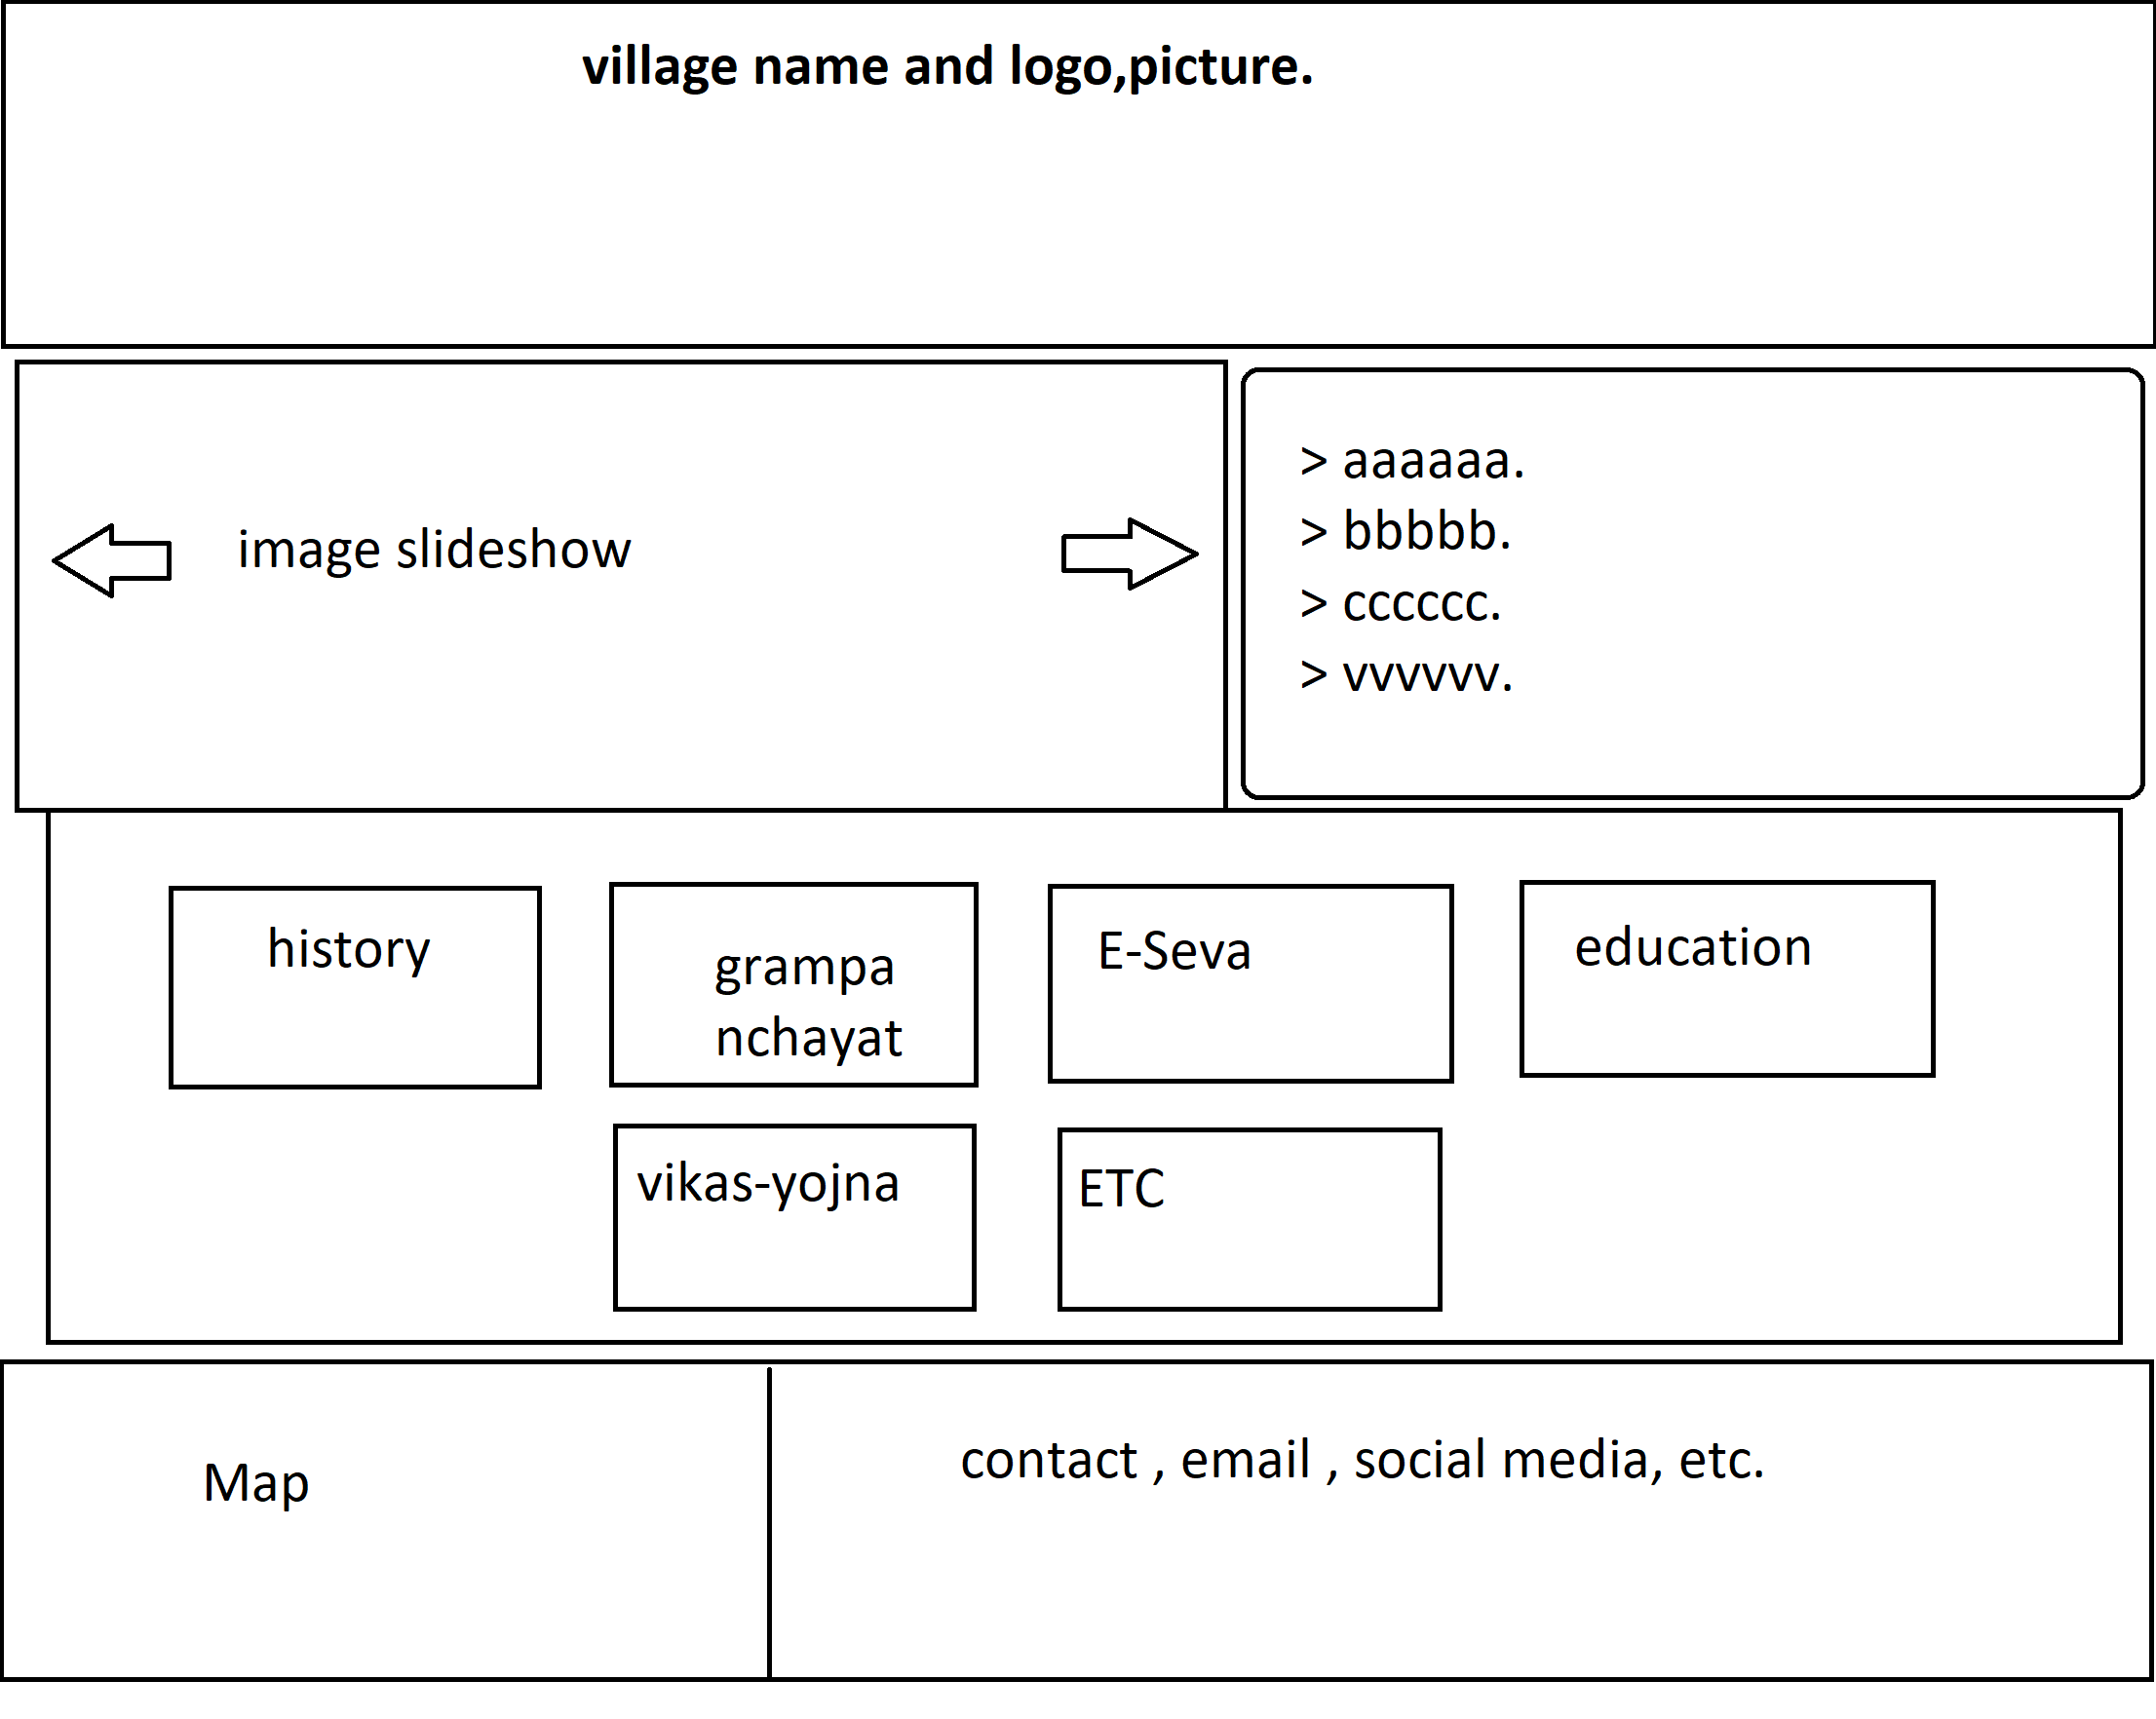 village name and logo,picture.
image slideshow
> aaaaaa.
> bbbbb.
> cccccc.
> vvvvvv.
history
grampa
nchayat
E-Seva
education
vikas-yojna
ETC
Map
contact , email , social media, etc.